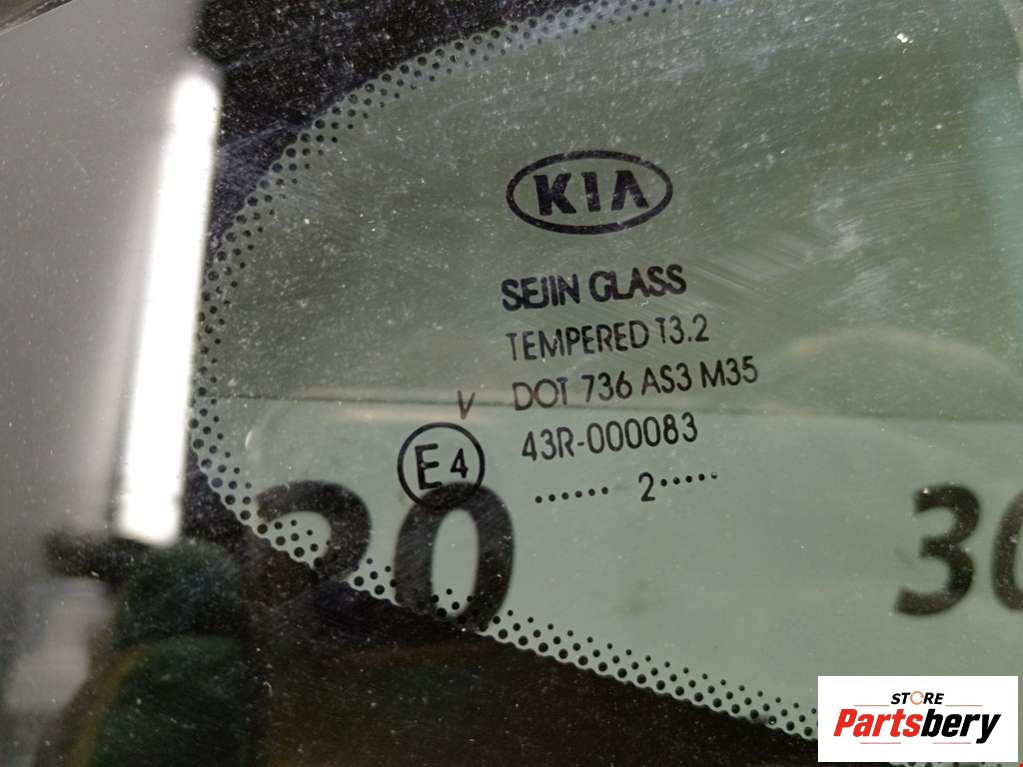 KIA
SEJIN GLASS
TEMPERED T3.2
DOT 736 AS3 M35
V
43R-000083
E4
...... 2.....
20
30
STORE
Partsbery